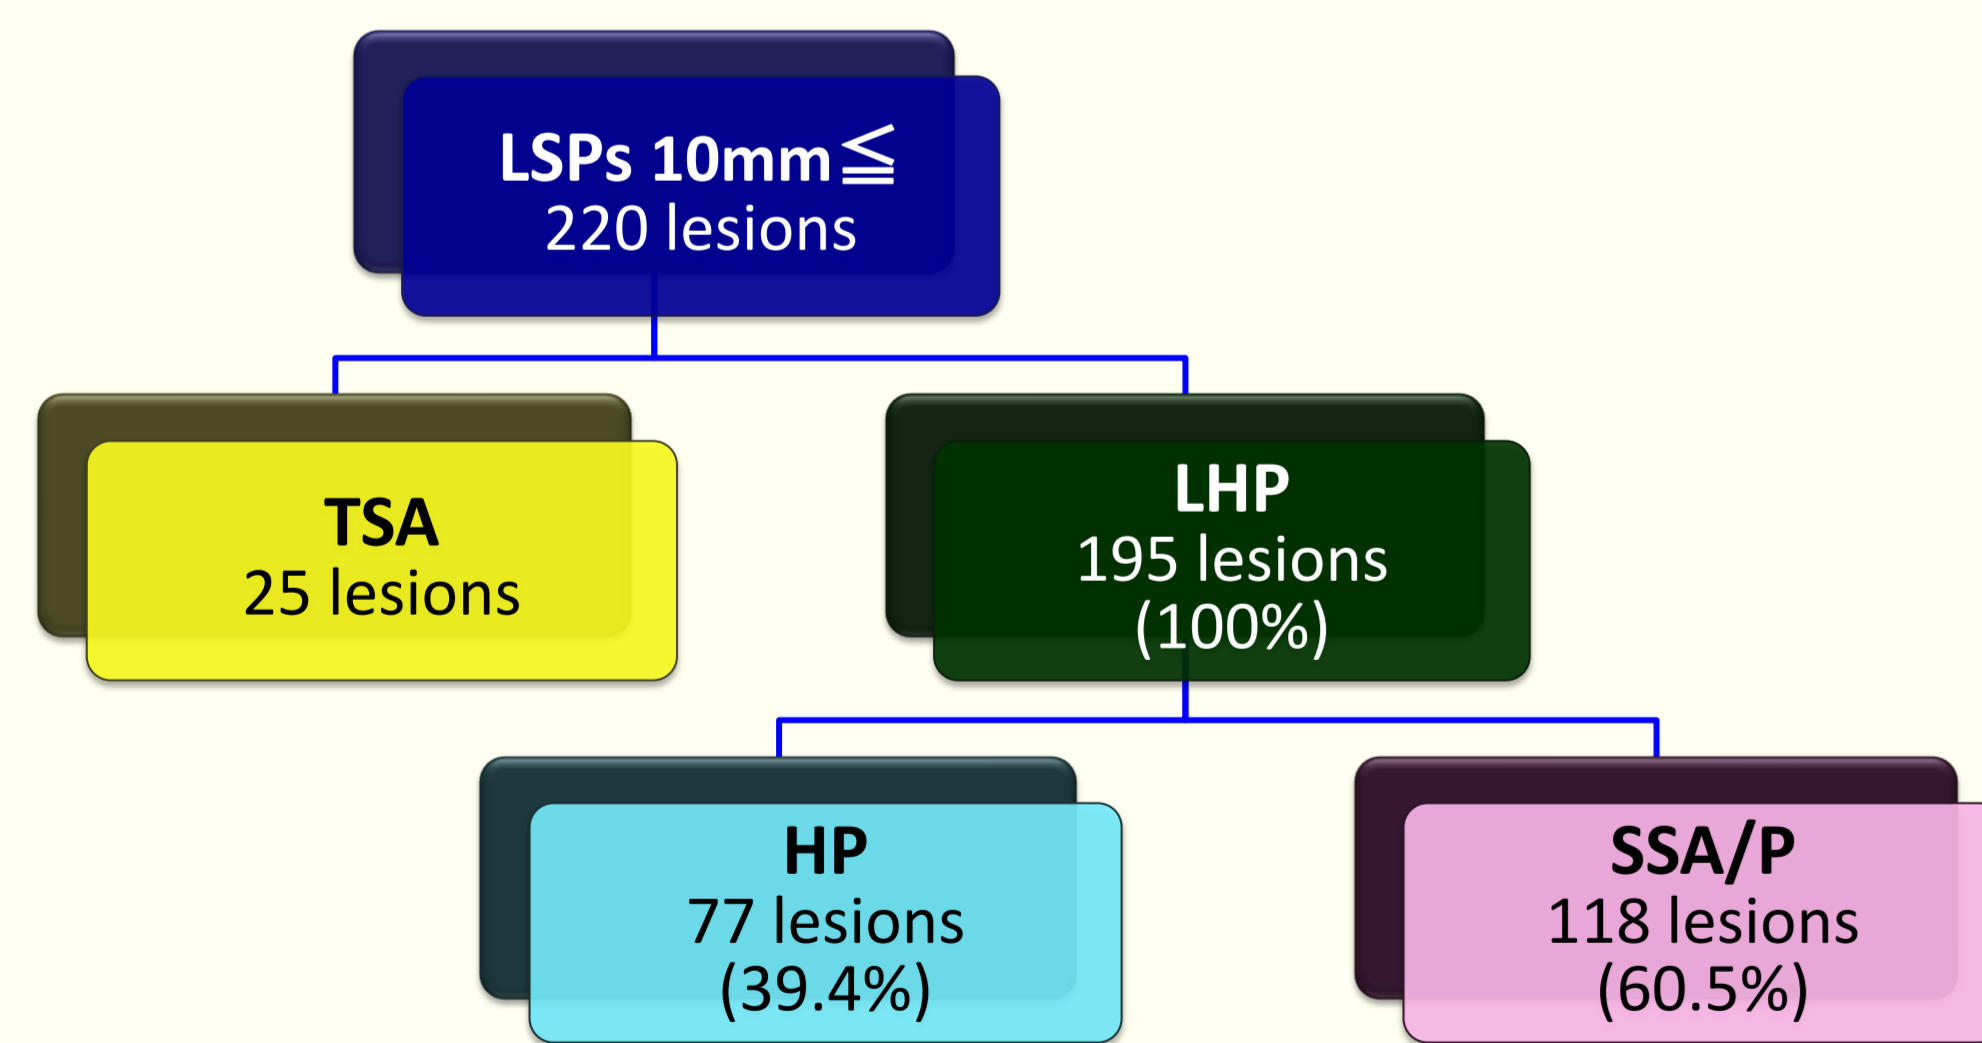 LSPs 10mm≦
220 lesions
TSA
25 lesions
LHP
195 lesions
(100%)
HP
77 lesions
(39.4%)
SSA/P
118 lesions
(60.5%)